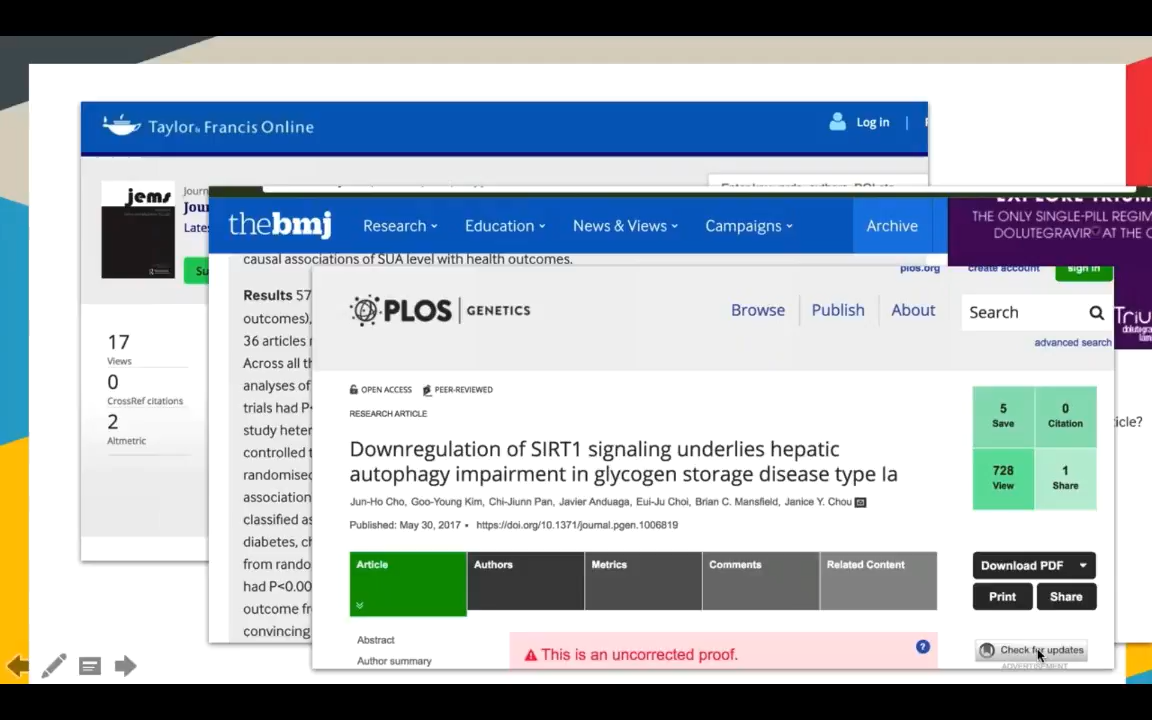 Taylor & Francis Online
Log in
jems
Journ
Jour
Lates
Su
17
Views
0
CrossRef citations
2
Altmetric
thebmj
Research
Education
News & Views
Campaigns
Archive
THE ONLY SINGLE-PILL REGIM
DOLUTEGRAVIR AT THE C
Triu
causal associations of SUA level with health outcomes.
Results 57
outcomes),
36 articles
Across all th
analyses of
trials had P<
study heter
controlled t
randomised
association
classified as
diabetes, ch
from rando
had P<0.00
outcome fr
convincing
icle?
plos.org
create account
sign in
PLOS GENETICS
Browse
Publish
About
Search
advanced search
OPEN ACCESS PEER-REVIEWED
RESEARCH ARTICLE
Downregulation of SIRT1 signaling underlies hepatic
autophagy impairment in glycogen storage disease type Ia
Jun-Ho Cho, Goo-Young Kim, Chi-Jiunn Pan, Javier Anduaga, Eui-Ju Choi, Brian C. Mansfield, Janice Y. Chou
Published: May 30, 2017 • https://doi.org/10.1371/journal.pgen.1006819
5
Save
0
Citation
728
View
1
Share
Article
Authors
Metrics
Comments
Related Content
Download PDF
Print
Share
Abstract
Author summary
This is an uncorrected proof.
?
Check for updates
ADVERTISEMENT